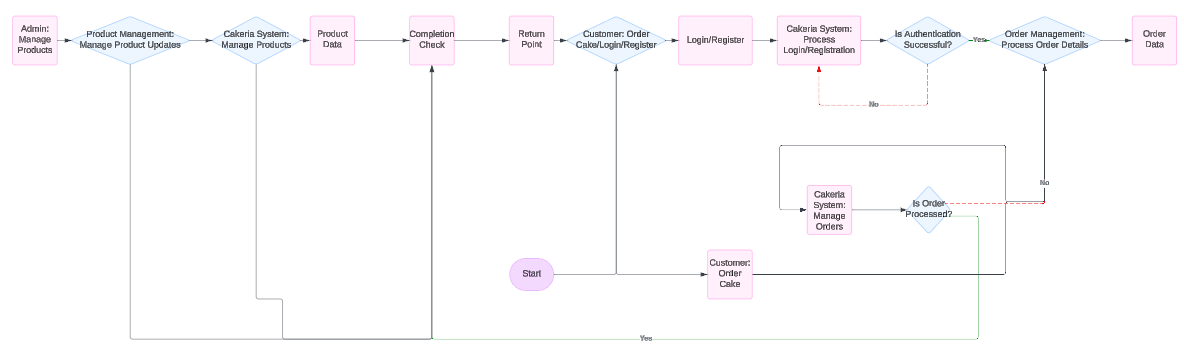 Admin:
Manage
Products
Product Management:
Manage Product Updates
Cakeria System:
Manage Products
Product
Data
Completion
Check
Return
Point
Customer: Order
Cake/Login/Register
Login/Register
Cakeria System:
Process
Login/Registration
Is Authentication
Successful?
Yes
Order Management:
Process Order Details
Order
Data
No
No
Cakeria
System:
Manage
Orders
Is Order
Processed?
Start
Customer:
Order
Cake
Yes